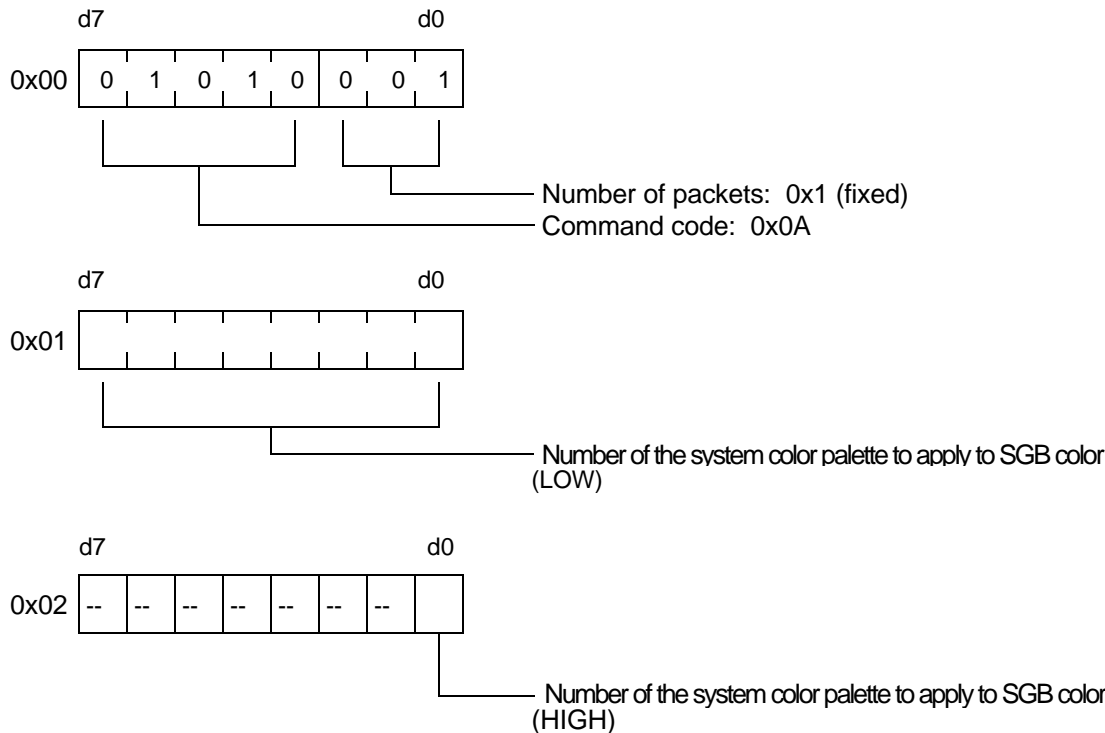 d7 d0
0x00 0 1 0 1 0 0 0 1
Number of packets: 0x1 (fixed)
Command code: 0x0A
d7 d0
0x01
Number of the system color palette to apply to SGB color
(LOW)
d7 d0
0x02 -- -- -- -- -- -- --
Number of the system color palette to apply to SGB color
(HIGH)